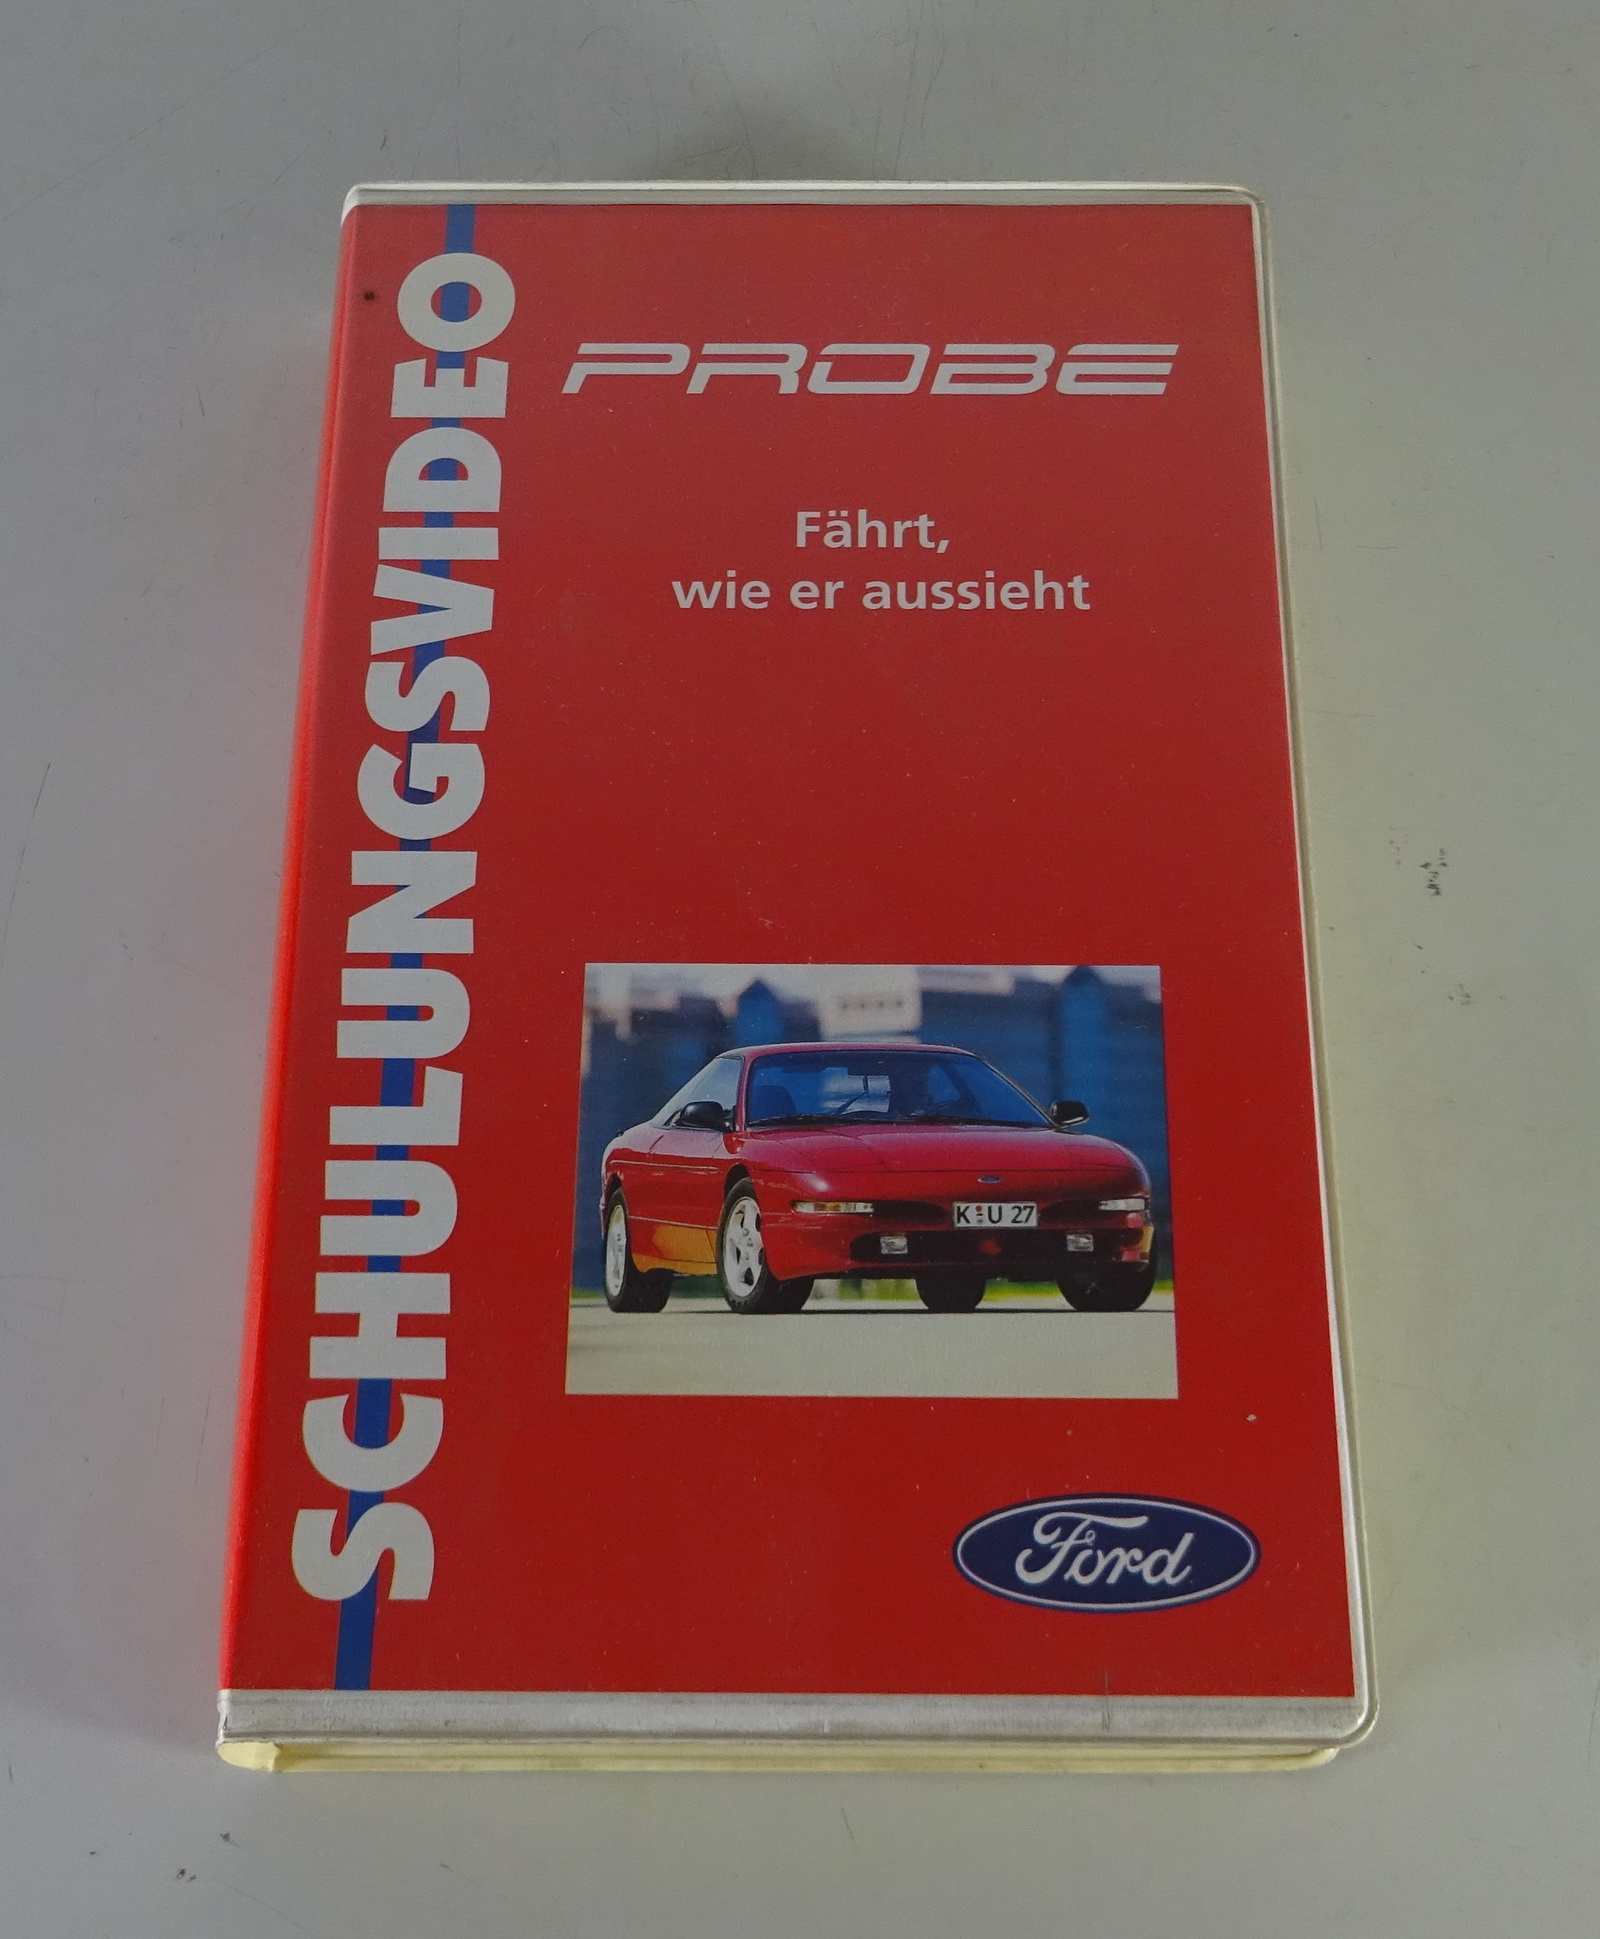 SCHULUNGSVIDEO
PROBE
Fährt,
wie er aussieht
K U 27
Ford